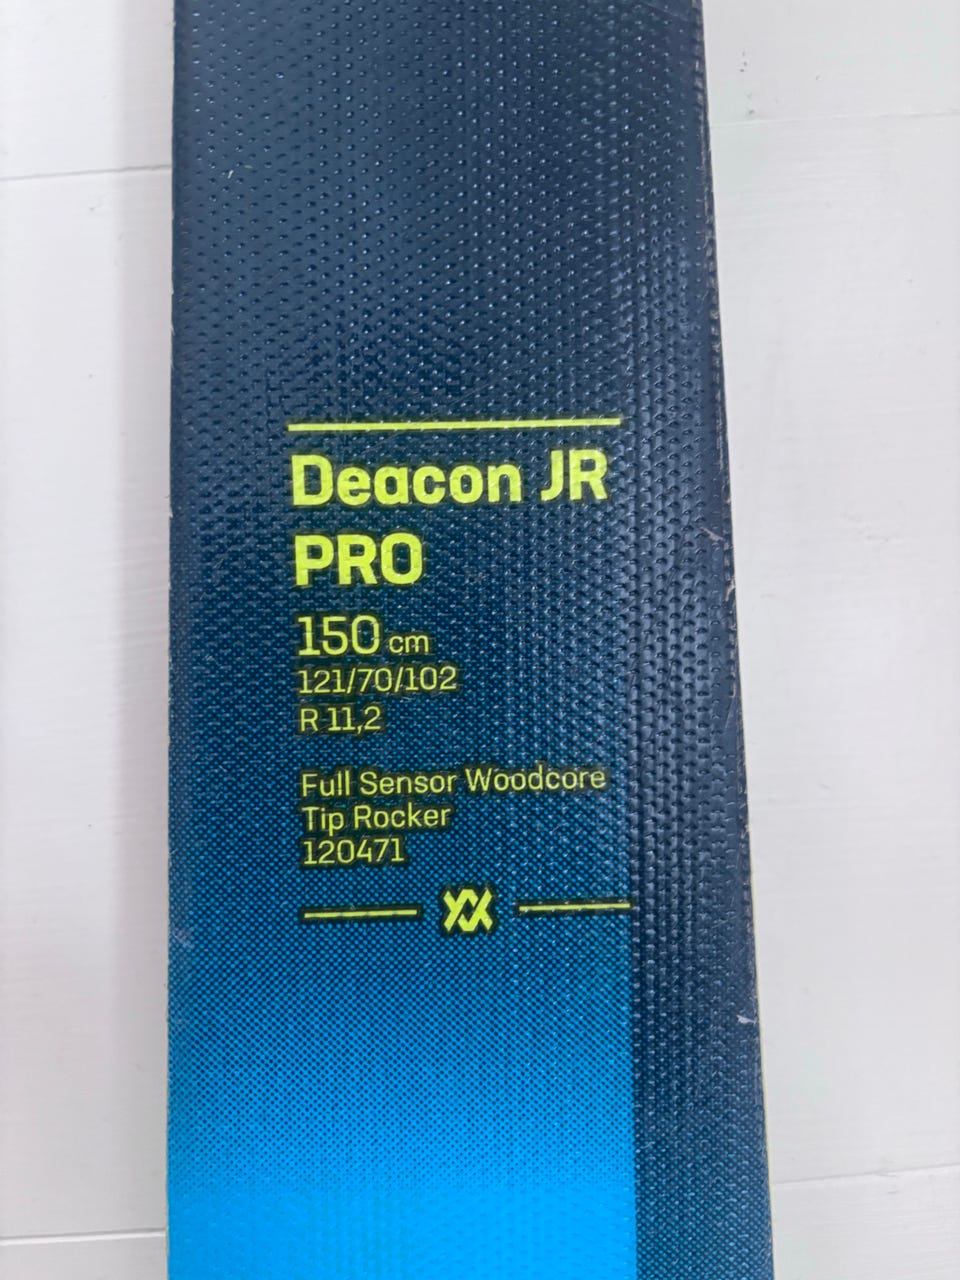 Deacon JR
PRO
150 cm
121/70/102
R 11,2
Full Sensor Woodcore
Tip Rocker
120471